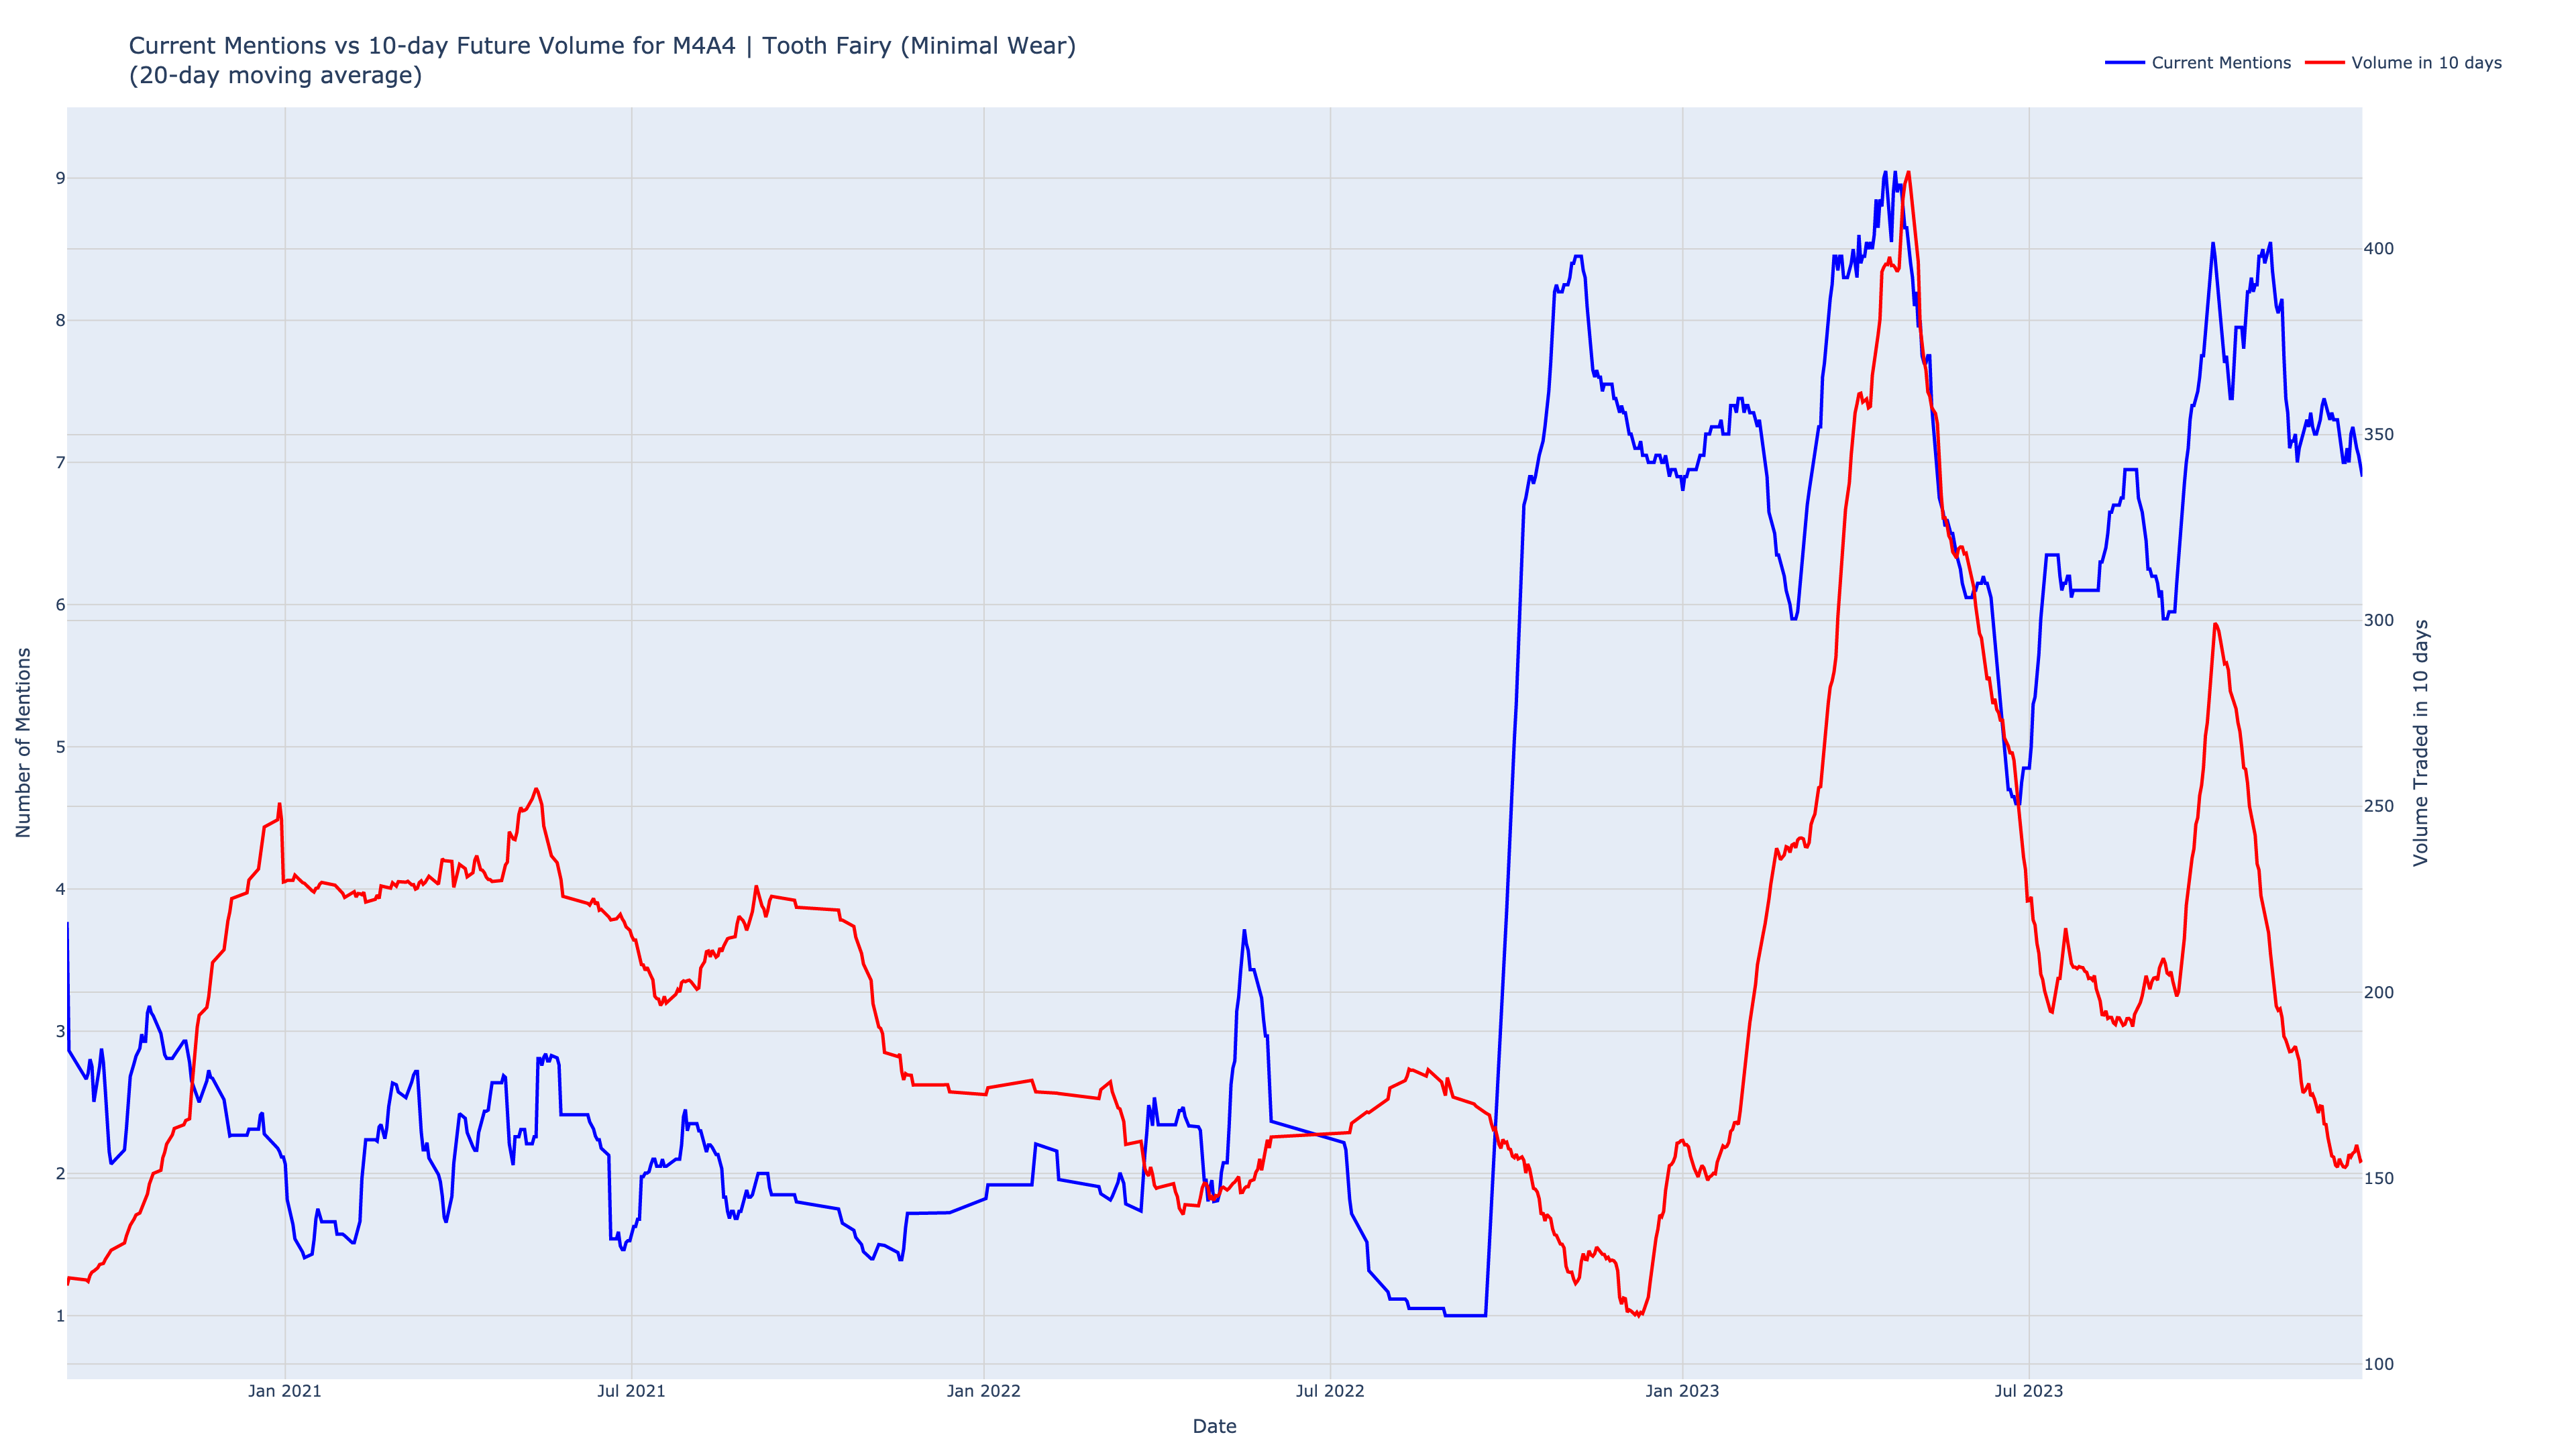 Current Mentions vs 10-day Future Volume for M4A4 | Tooth Fairy (Minimal Wear)
(20-day moving average)
Current Mentions
Volume in 10 days
Number of Mentions
9
8
7
6
5
4
3
2
1
400
350
300
250
200
150
100
Volume Traded in 10 days
Jan 2021
Jul 2021
Jan 2022
Jul 2022
Jan 2023
Jul 2023
Date